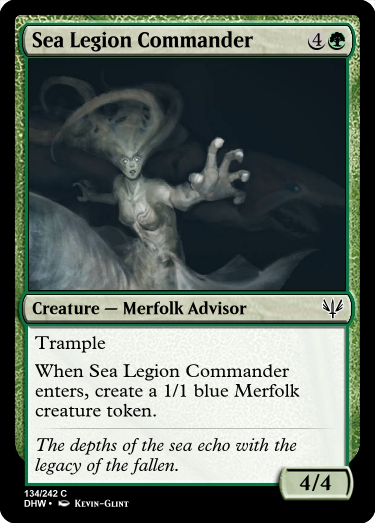 Sea Legion Commander 4
Creature — Merfolk Advisor
Trample
When Sea Legion Commander
enters, create a 1/1 blue Merfolk
creature token.
The depths of the sea echo with the
legacy of the fallen.
4/4
134/242 C
DHW • Kevin-Glint